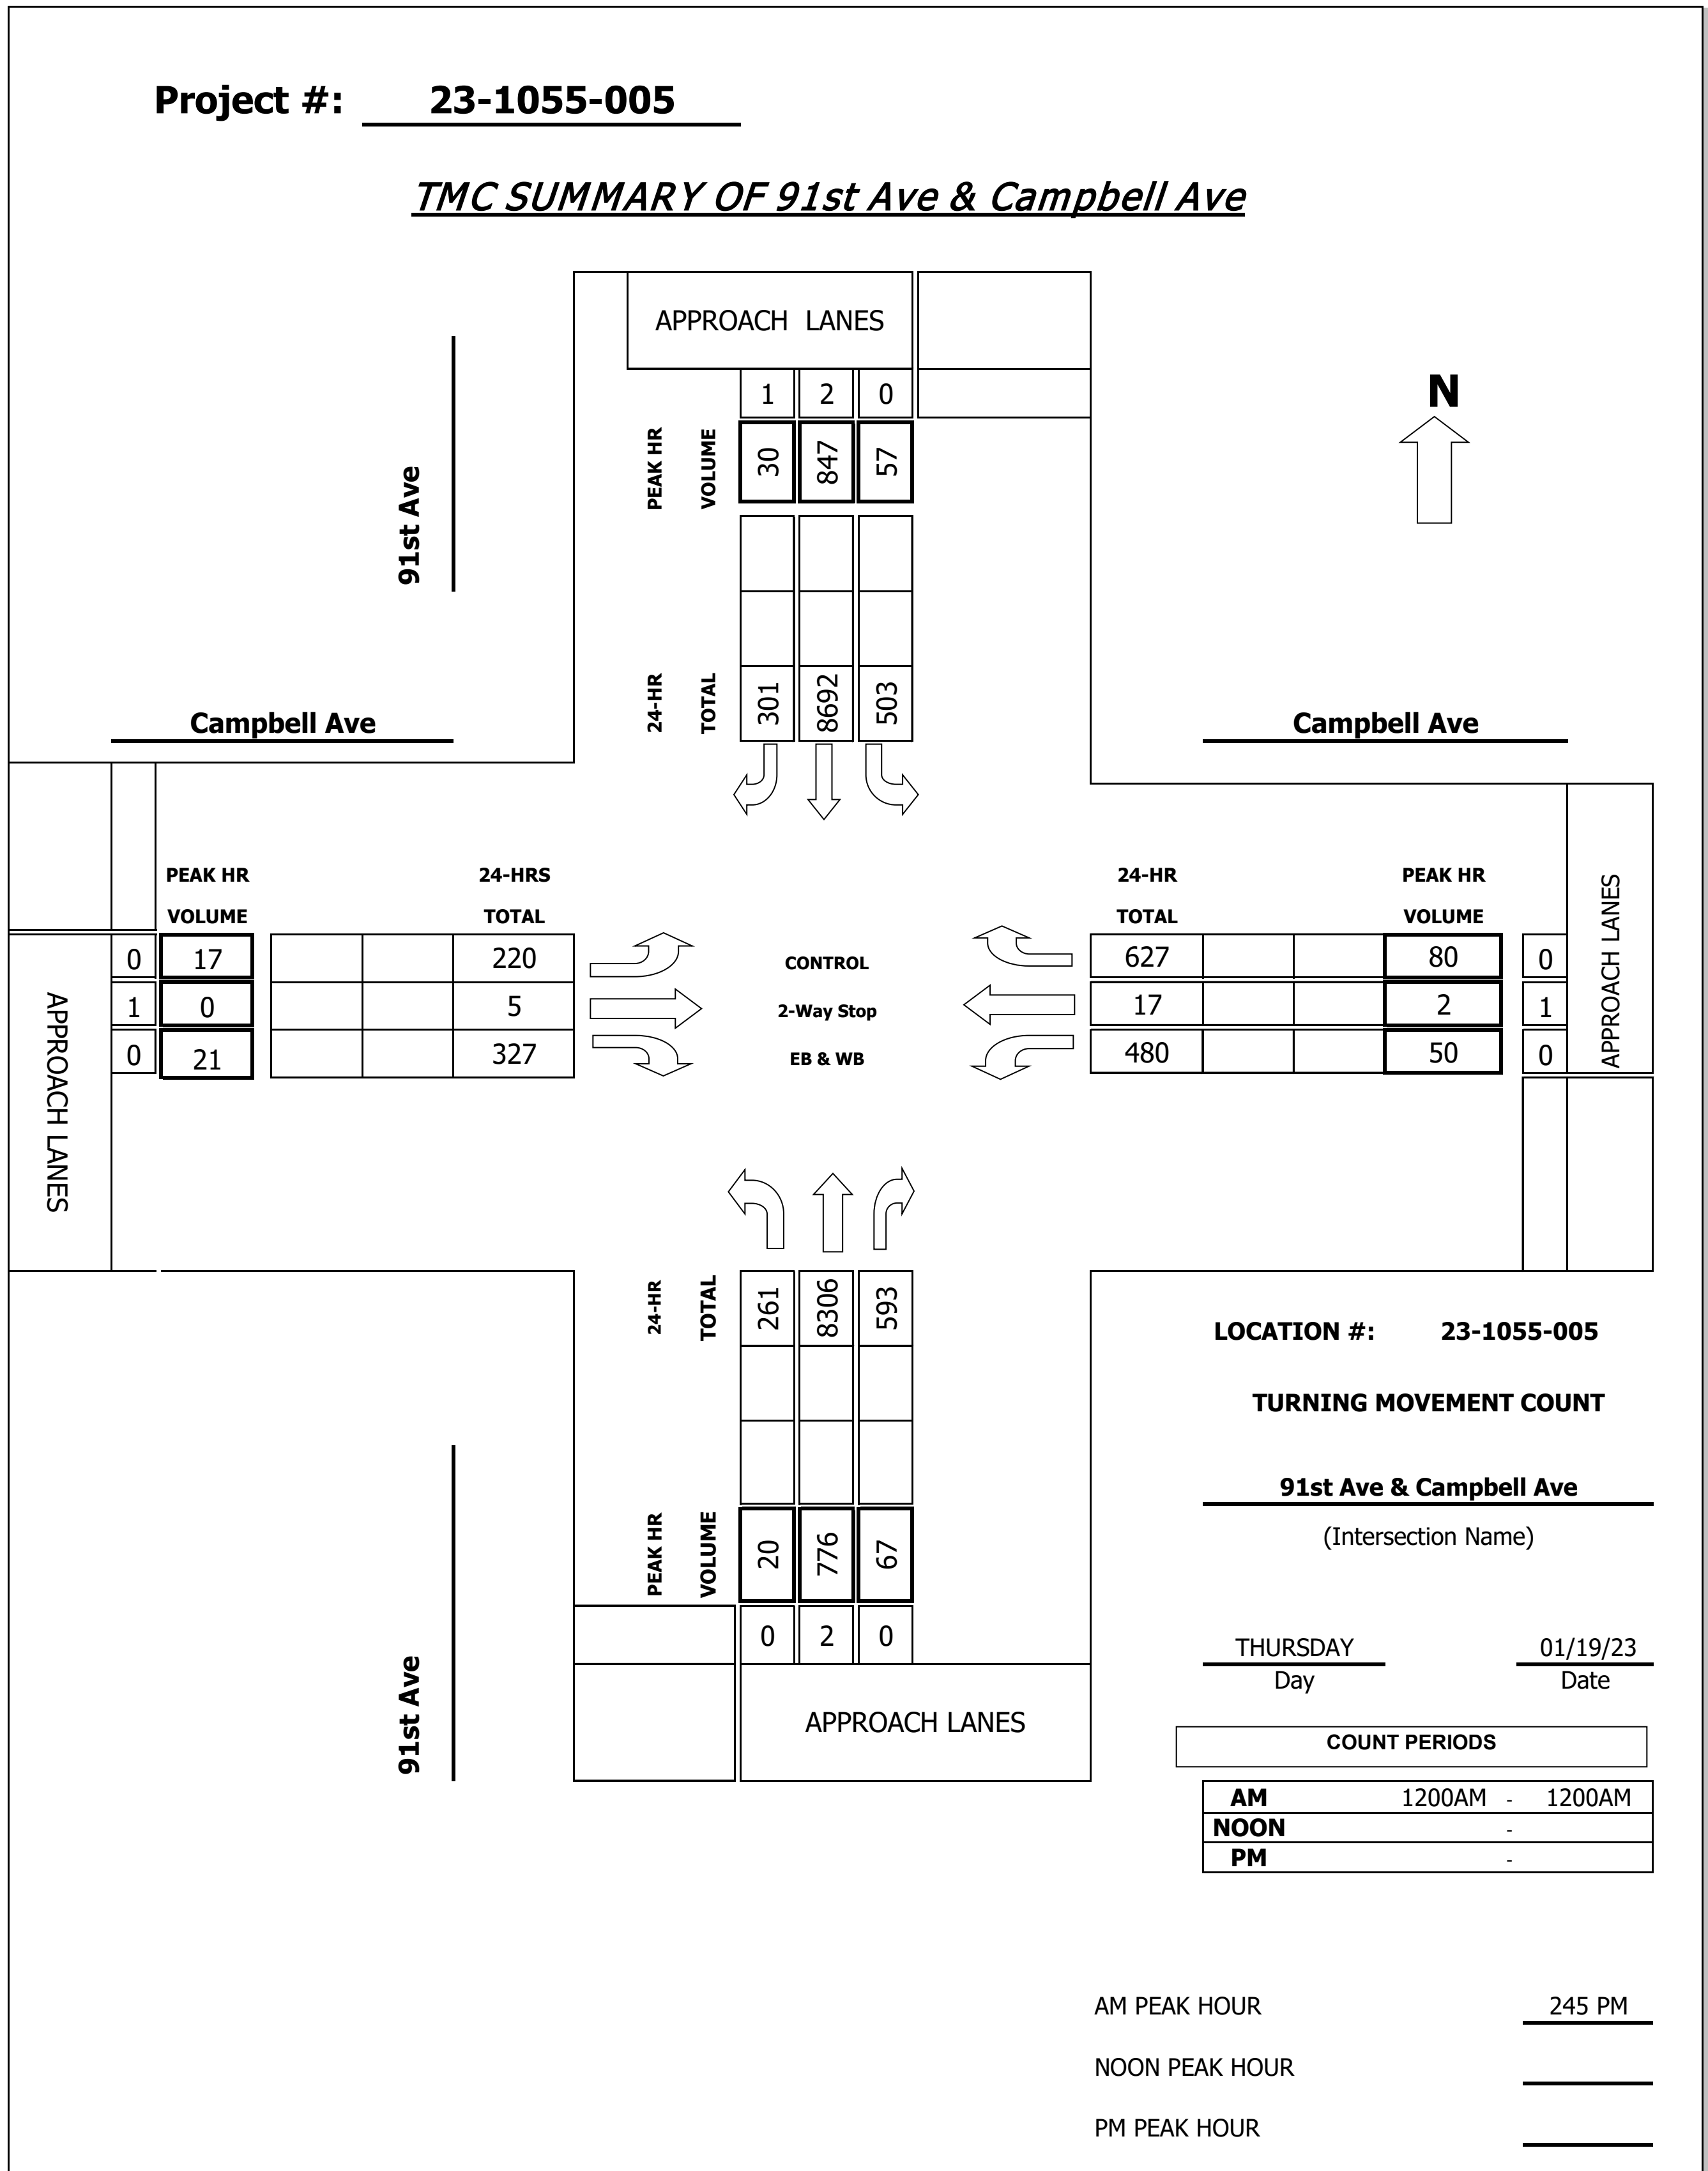 Project #: 23-1055-005
TMC SUMMARY OF 91st Ave & Campbell Ave
APPROACH LANES
1 2 0
N
PEAK HR
VOLUME
30 847 57
91st Ave
24-HR
TOTAL
301 8692 503
Campbell Ave
Campbell Ave
PEAK HR 24-HRS
VOLUME TOTAL
24-HR PEAK HR
TOTAL VOLUME
APPROACH LANES
0 17 220
1 0 5
0 21 327
CONTROL
2-Way Stop
EB & WB
627 80 0
17 2 1
480 50 0
APPROACH LANES
24-HR
TOTAL
261 8306 593
LOCATION #: 23-1055-005
TURNING MOVEMENT COUNT
91st Ave & Campbell Ave
(Intersection Name)
PEAK HR
VOLUME
20 776 67
0 2 0
91st Ave
APPROACH LANES
THURSDAY 01/19/23
Day Date
COUNT PERIODS
AM 1200AM - 1200AM
NOON -
PM -
AM PEAK HOUR 245 PM
NOON PEAK HOUR
PM PEAK HOUR